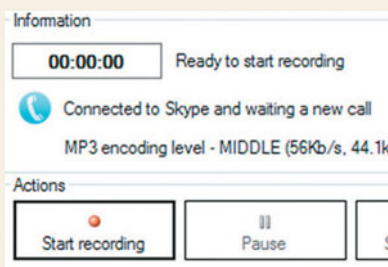 Information
00:00:00 Ready to start recording
Connected to Skype and waiting a new call
MP3 encoding level - MIDDLE (56Kb/s, 44.1k
Actions
Start recording Pause S